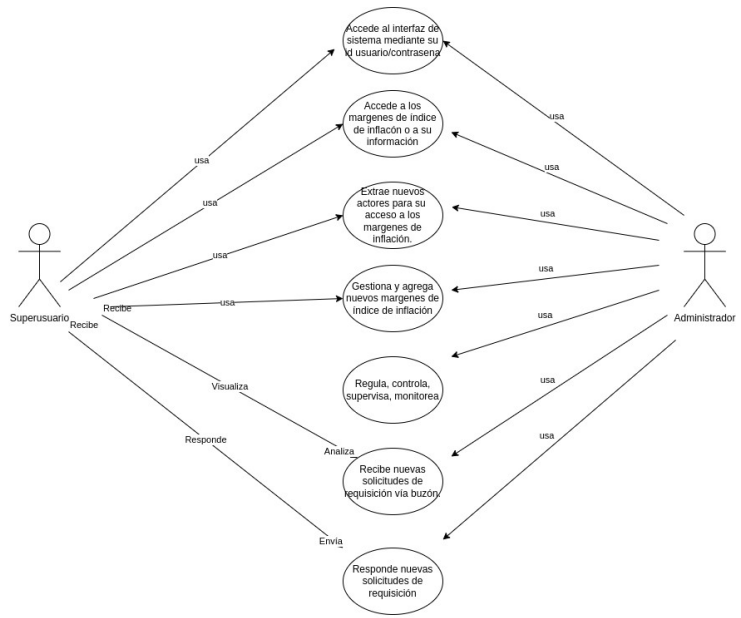 Accede al interfaz de
sistema mediante su
id usuario/contrasena
usa
Accede a los
margenes de índice
de inflacón o a su
información
usa
usa
usa
Extrae nuevos
actores para su
acceso a los
margenes de
inflación.
usa
usa
usa
usa
Gestiona y agrega
nuevos margenes de
índice de inflación
Recibe
usa
Superusuario
Recibe
Administrador
usa
Regula, controla,
supervisa, monitorea
Visualiza
usa
Responde
Analiza
usa
Recibe nuevas
solicitudes de
requisición vía buzón.
Envía
Responde nuevas
solicitudes de
requisición